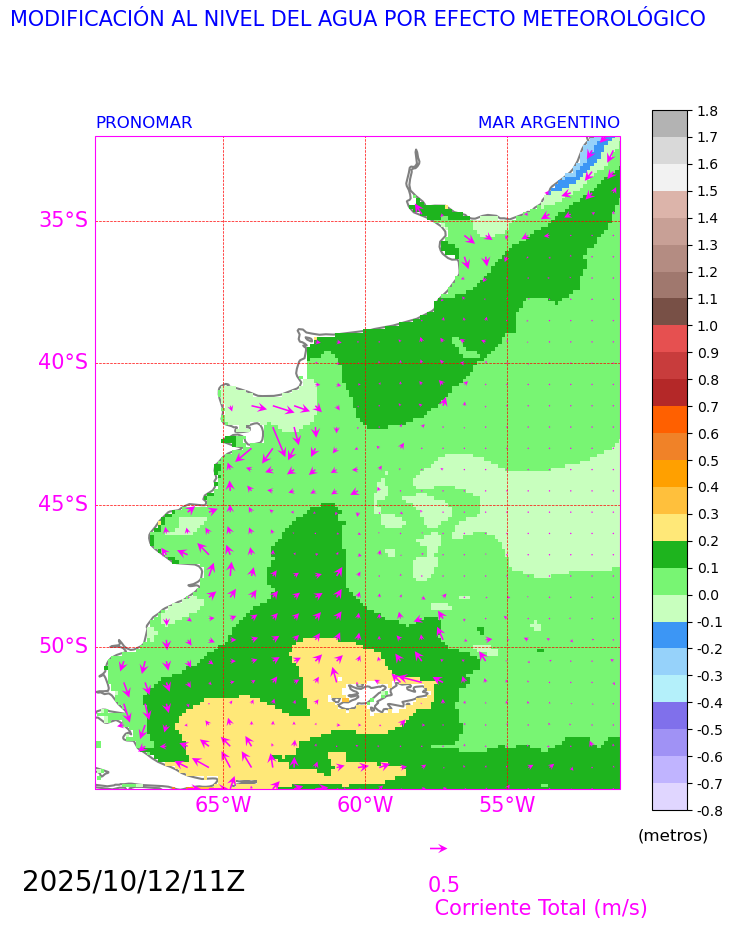 MODIFICACIÓN AL NIVEL DEL AGUA POR EFECTO METEOROLÓGICO
PRONOMAR
MAR ARGENTINO
35°S
40°S
45°S
50°S
65°W
60°W
55°W
1.8
1.7
1.6
1.5
1.4
1.3
1.2
1.1
1.0
0.9
0.8
0.7
0.6
0.5
0.4
0.3
0.2
0.1
0.0
-0.1
-0.2
-0.3
-0.4
-0.5
-0.6
-0.7
-0.8
(metros)
2025/10/12/11Z
0.5
Corriente Total (m/s)